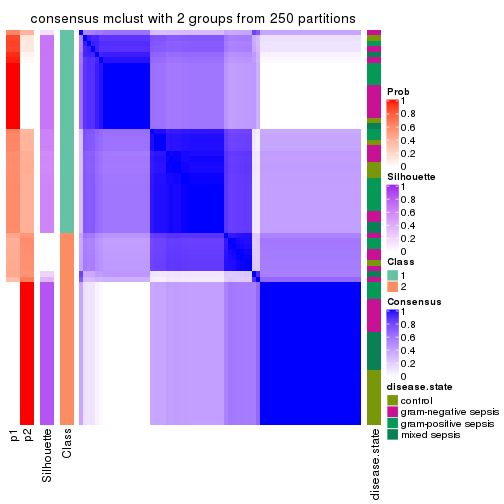 consensus mclust with 2 groups from 250 partitions
Prob
1
0.8
0.6
0.4
0.2
0
Silhouette
1
0.8
0.6
0.4
0.2
0
Class
1
2
Consensus
1
0.8
0.6
0.4
0.2
0
disease.state
control
gram-negative sepsis
gram-positive sepsis
mixed sepsis
p1
p2
Silhouette
Class
disease.state